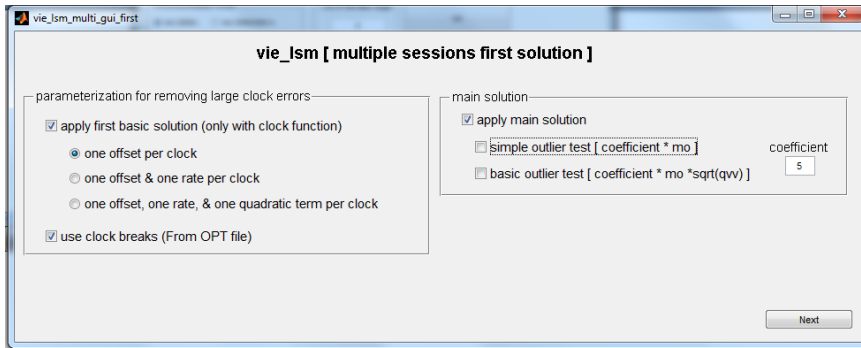 vie_lsm_multi_gui_first
vie_lsm [ multiple sessions first solution ]
parameterization for removing large clock errors
apply first basic solution (only with clock function)
one offset per clock
one offset & one rate per clock
one offset, one rate, & one quadratic term per clock
use clock breaks (From OPT file)
main solution
apply main solution
simple outlier test [ coefficient * mo ]
basic outlier test [ coefficient * mo *sqrt(qvv) ]
coefficient
5
Next